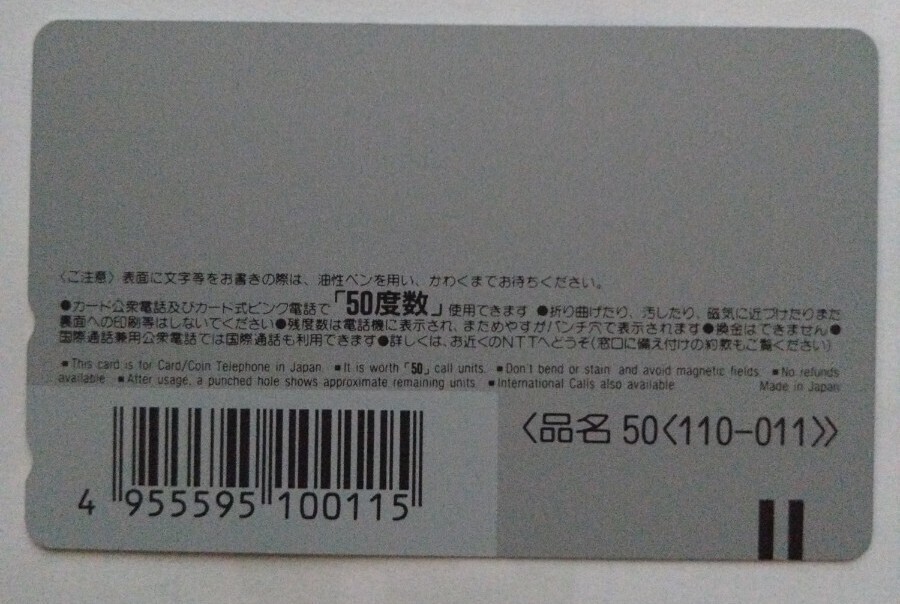 〈ご注意〉表面に文字等をお書きの際は、油性ペンを用い、かわくまでお待ちください。
●カード公衆電話及びカード式ピンク電話で「50度数」使用できます ●折り曲げたり、汚したり、磁気に近づけたりまた
裏面への印刷等はしないでください●残度数は電話機に表示され、まためやすがパンチ穴で表示されます●換金はできません●
国際通話兼用公衆電話では国際通話も利用できます●詳しくは、お近くのNTTへどうぞ(窓口に備え付けの約款もご覧ください)
■This card is for Card/Coin Telephone in Japan. ■It is worth「50」call units. ■Don't bend or stain and avoid magnetic fields. ■No refunds
available. ■After usage, a punched hole shows approximate remaining units. ■International Calls also available. Made in Japan
〈品名 50〈110-011〉〉
4 955595 100115